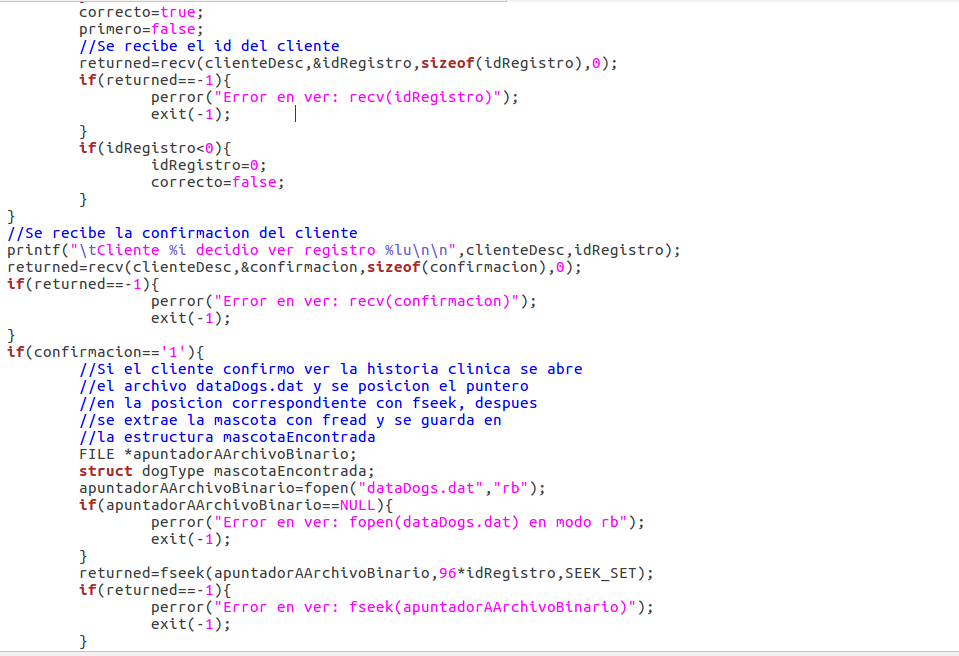 correcto=true;
primero=false;
//Se recibe el id del cliente
returned=recv(clienteDesc,&idRegistro,sizeof(idRegistro),0);
if(returned==-1){
perror("Error en ver: recv(idRegistro)");
exit(-1);
}
if(idRegistro<0){
idRegistro=0;
correcto=false;
}
}
//Se recibe la confirmacion del cliente
printf("\tCliente %i decidio ver registro %lu\n\n",clienteDesc,idRegistro);
returned=recv(clienteDesc,&confirmacion,sizeof(confirmacion),0);
if(returned==-1){
perror("Error en ver: recv(confirmacion)");
exit(-1);
}
if(confirmacion=='1'){
//Si el cliente confirmo ver la historia clinica se abre
//el archivo dataDogs.dat y se posicion el puntero
//en la posicion correspondiente con fseek, despues
//se extrae la mascota con fread y se guarda en
//la estructura mascotaEncontrada
FILE *apuntadorAArchivoBinario;
struct dogType mascotaEncontrada;
apuntadorAArchivoBinario=fopen("dataDogs.dat","rb");
if(apuntadorAArchivoBinario==NULL){
perror("Error en ver: fopen(dataDogs.dat) en modo rb");
exit(-1);
}
returned=fseek(apuntadorAArchivoBinario,96*idRegistro,SEEK_SET);
if(returned==-1){
perror("Error en ver: fseek(apuntadorAArchivoBinario)");
exit(-1);
}